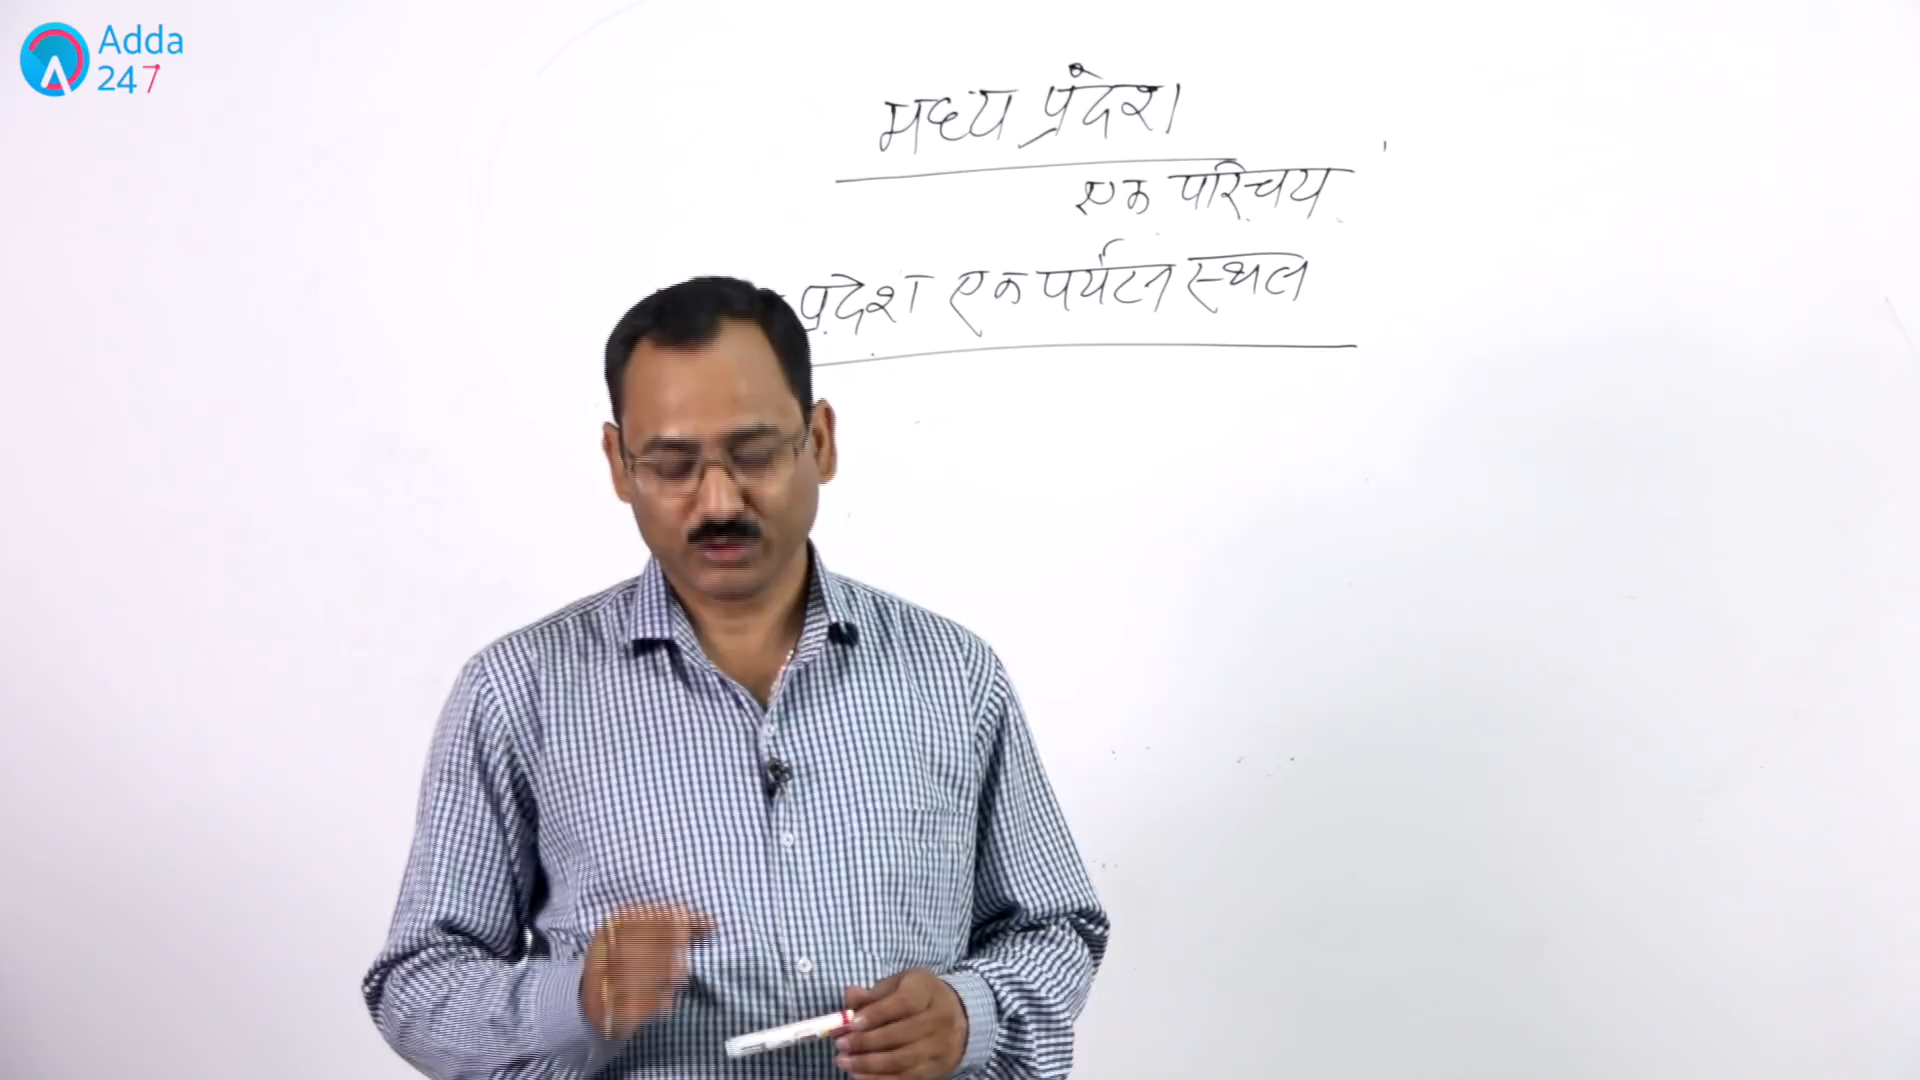 Adda
247
मध्य प्रदेश
एक परिचय
प्रदेश एक पर्यटन स्थल